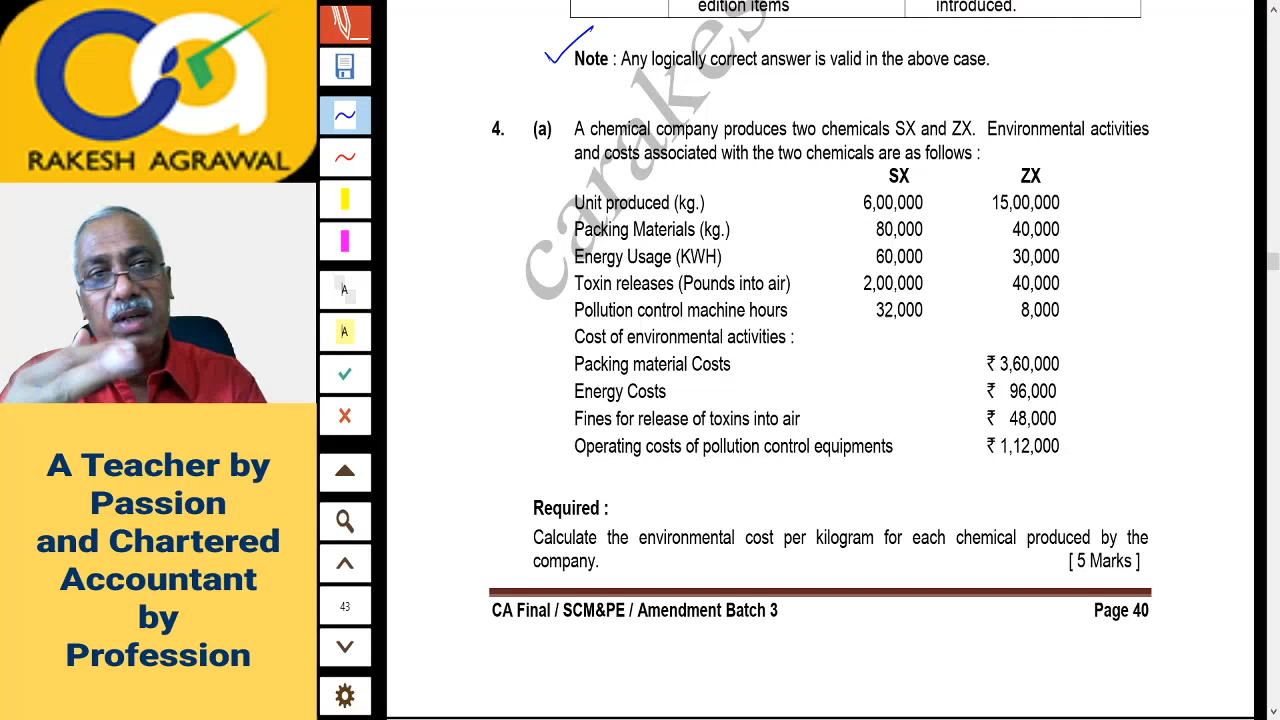 edition items introduced.
Note : Any logically correct answer is valid in the above case.
carakes
4. (a) A chemical company produces two chemicals SX and ZX. Environmental activities
and costs associated with the two chemicals are as follows :
SX ZX
Unit produced (kg.) 6,00,000 15,00,000
Packing Materials (kg.) 80,000 40,000
Energy Usage (KWH) 60,000 30,000
Toxin releases (Pounds into air) 2,00,000 40,000
Pollution control machine hours 32,000 8,000
Cost of environmental activities :
Packing material Costs ₹ 3,60,000
Energy Costs ₹ 96,000
Fines for release of toxins into air ₹ 48,000
Operating costs of pollution control equipments ₹ 1,12,000
Required :
Calculate the environmental cost per kilogram for each chemical produced by the
company. [ 5 Marks ]
CA Final / SCM&PE / Amendment Batch 3 Page 40
ca
RAKESH AGRAWAL
A Teacher by
Passion
and Chartered
Accountant
by
Profession
A
A
43